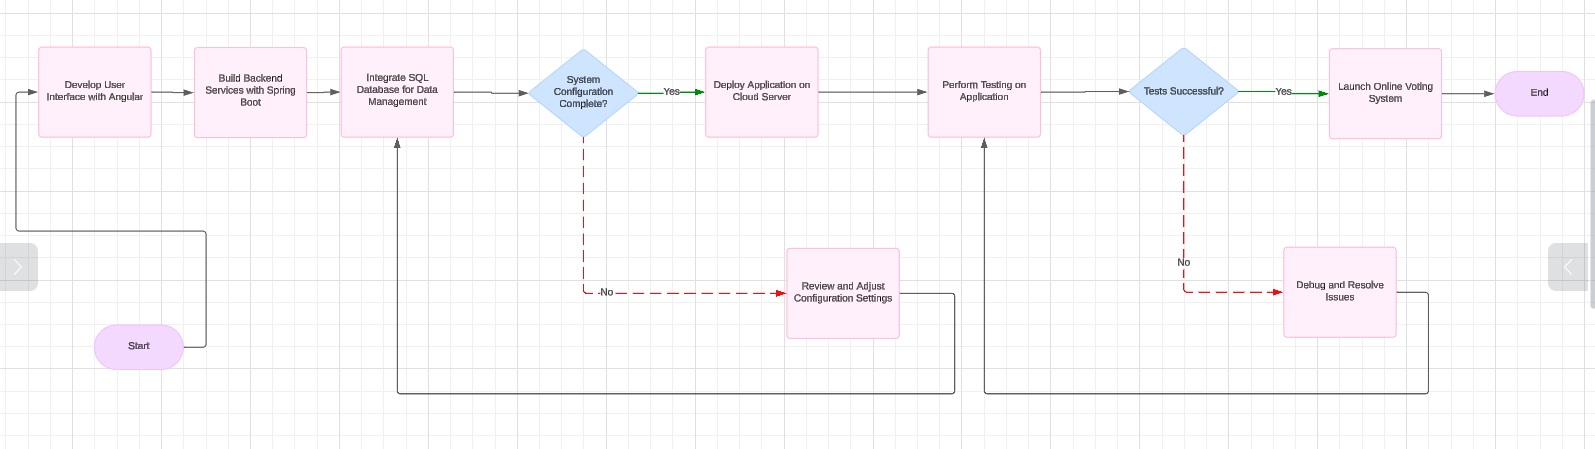 Develop User
Interface with Angular
Build Backend
Services with Spring
Boot
Integrate SQL
Database for Data
Management
System
Configuration
Complete?
Yes
Deploy Application on
Cloud Server
Perform Testing on
Application
Tests Successful?
Yes
Launch Online Voting
System
End
No
Review and Adjust
Configuration Settings
No
Debug and Resolve
Issues
Start